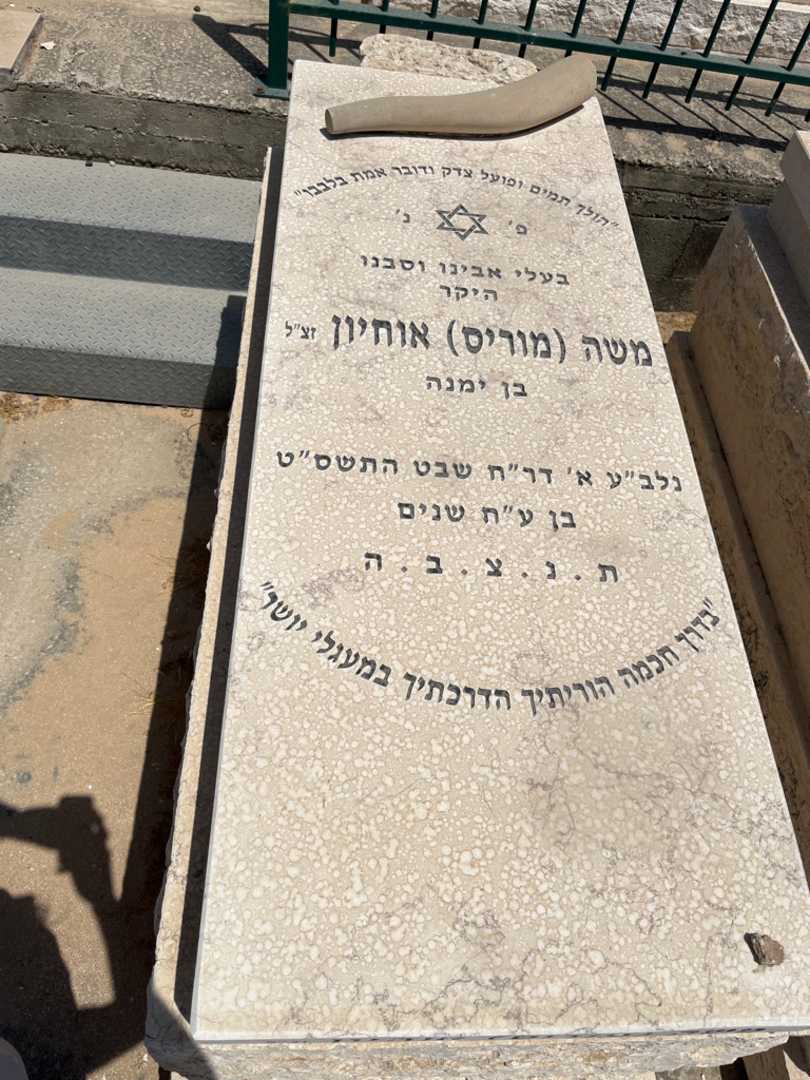 "הולך תמים ופועל צדק ודובר אמת בלבבו"
פ' נ'
בעלי אבינו וסבנו
היקר
משה (מוריס) אוחיון זצ"ל
בן ימנה
נלב"ע א' דר"ח שבט התשס"ט
בן ע"ח שנים
ת . נ . צ . ב . ה
"בדרך חכמה הוריתיך הדרכתיך במעגלי יושר"